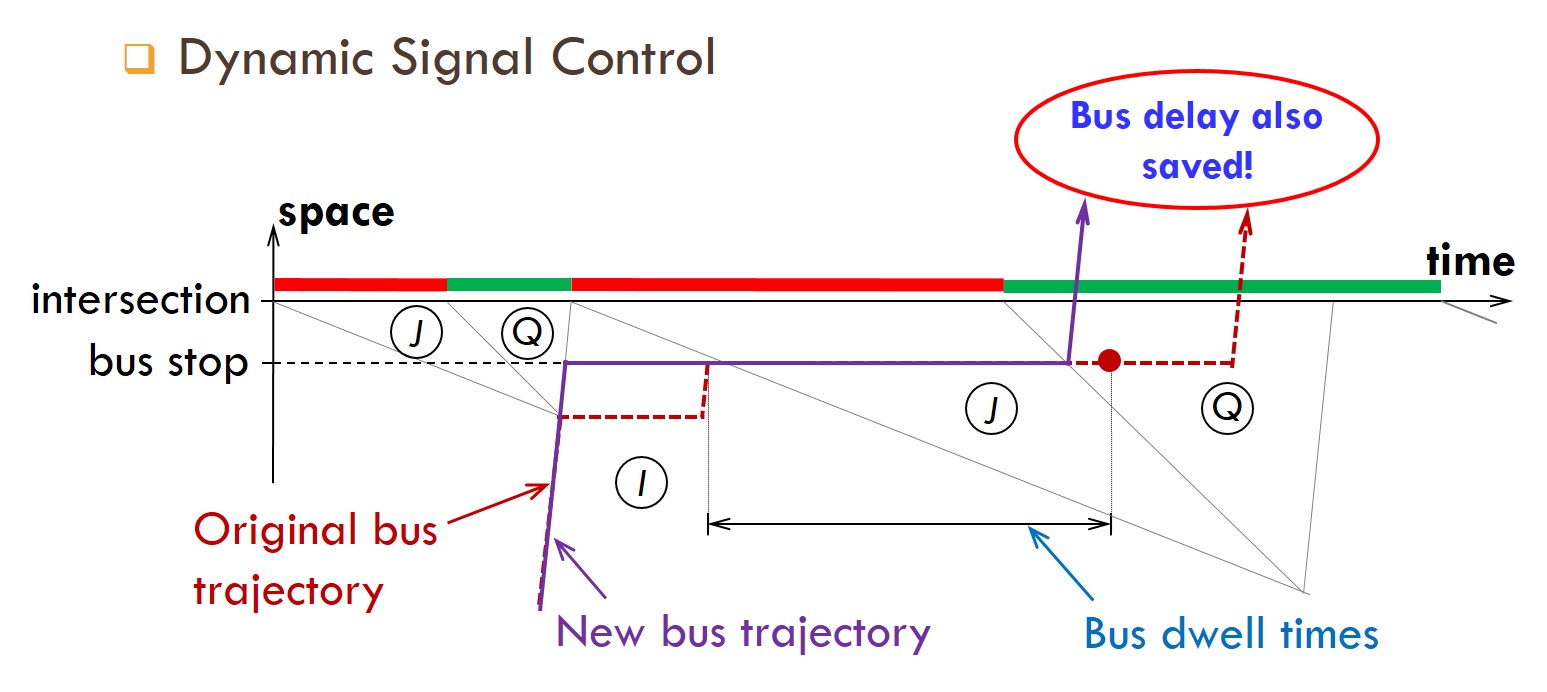 Dynamic Signal Control
Bus delay also
saved!
space
time
intersection
J
Q
bus stop
J
Q
I
Original bus
trajectory
New bus trajectory
Bus dwell times